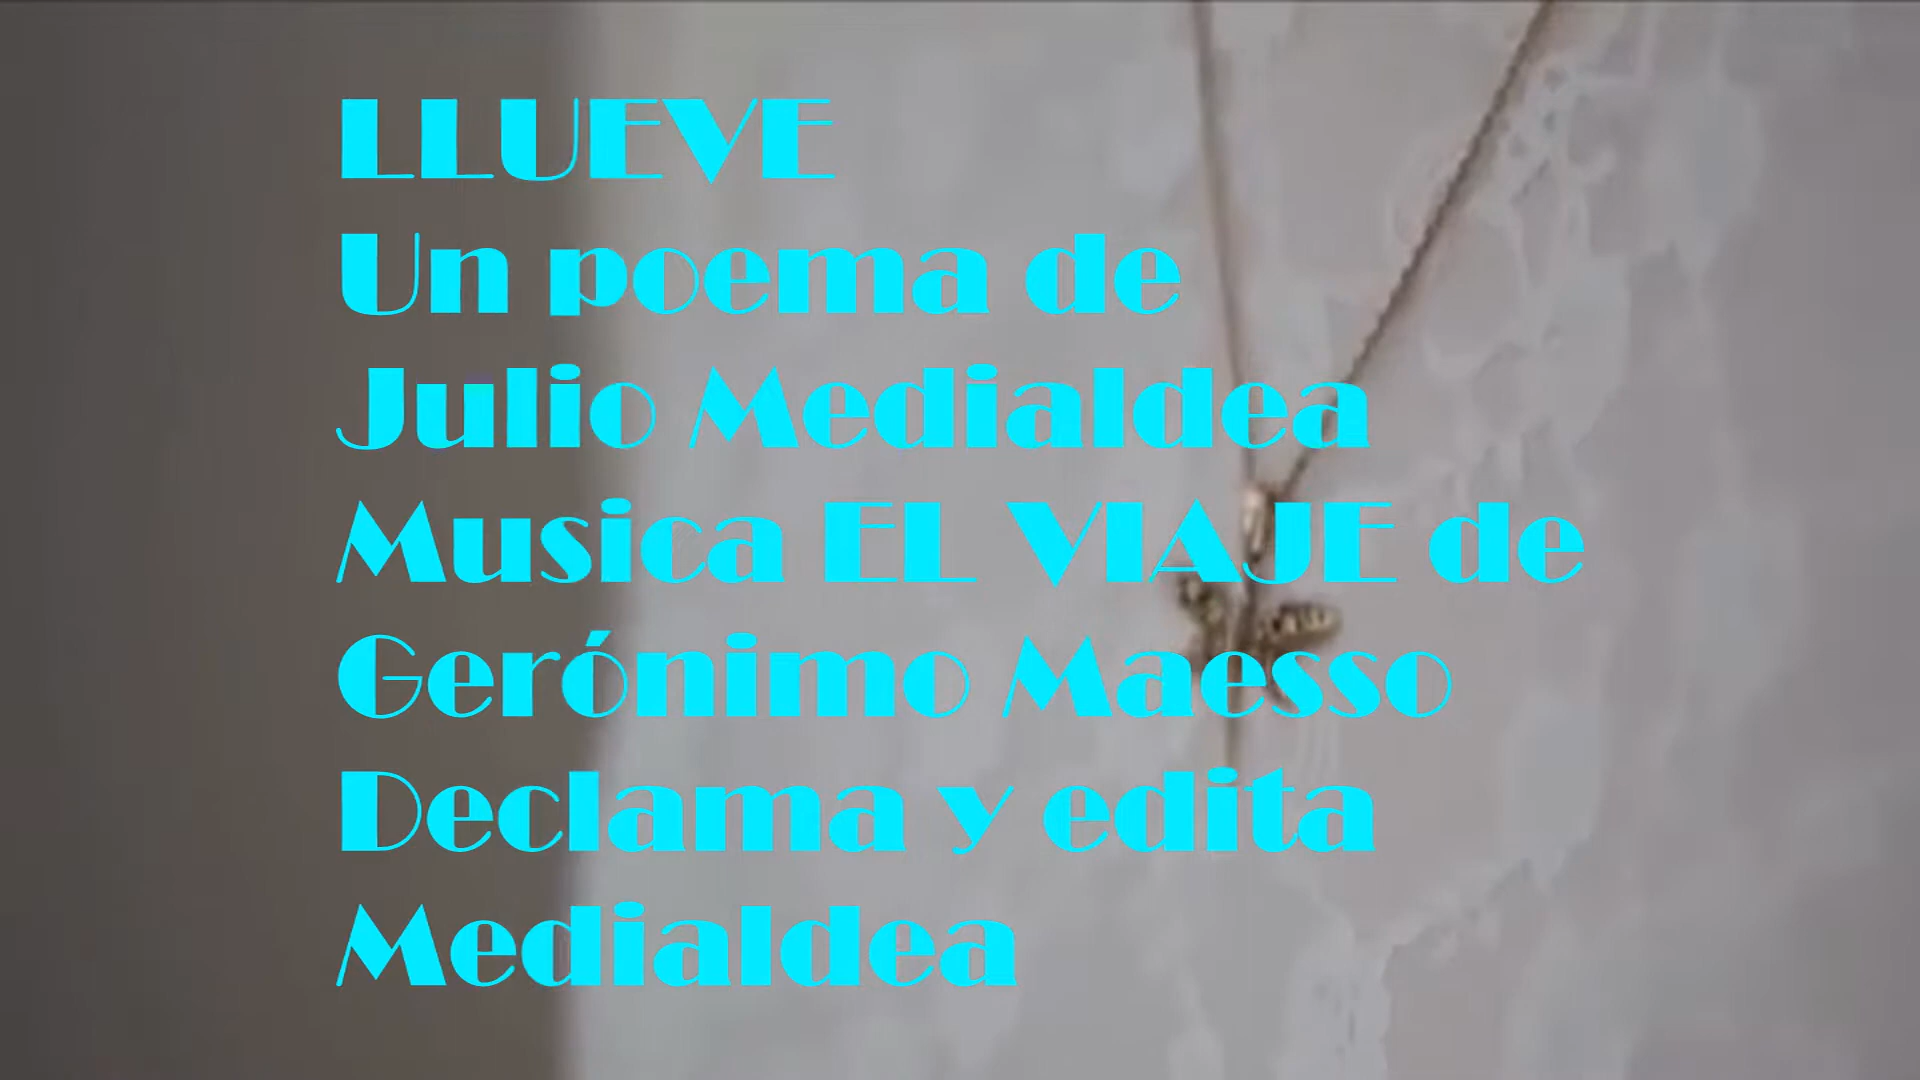 LLUEVE
Un poema de
Julio Medialdea
Musica EL VIAJE de
Gerónimo Maesso
Declama y edita
Medialdea